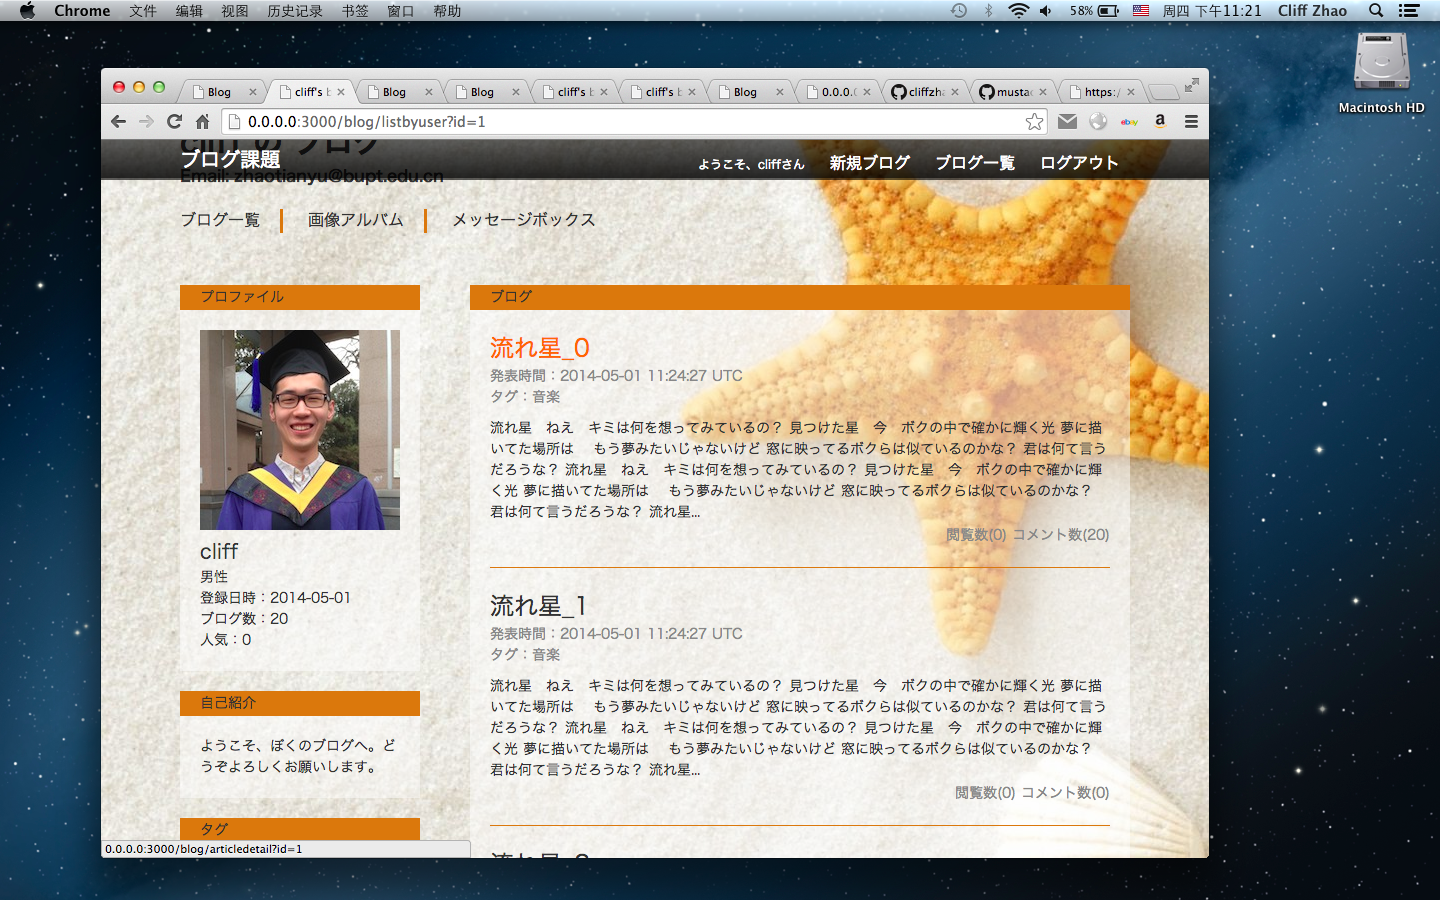 Chrome 文件 编辑 视图 历史记录 书签 窗口 帮助 58% 周四 下午11:21 Cliff Zhao
Macintosh HD
Blog cliff's b Blog Blog cliff's b cliff's b Blog 0.0.0.0 cliffzha mustac https:/
0.0.0.0:3000/blog/listbyuser?id=1 ebay a
cliff の ブログ
ブログ課題 ようこそ、cliffさん 新規ブログ ブログ一覧 ログアウト
Email: zhaotianyu@bupt.edu.cn
ブログ一覧 画像アルバム メッセージボックス
プロファイル
cliff
男性
登録日時：2014-05-01
ブログ数：20
人気：0
自己紹介
ようこそ、ぼくのブログへ。ど
うぞよろしくお願いします。
タグ
ブログ
流れ星_0
発表時間：2014-05-01 11:24:27 UTC
タグ：音楽
流れ星　ねえ　キミは何を想ってみているの？ 見つけた星　今　ボクの中で確かに輝く光 夢に描
いてた場所は　 もう夢みたいじゃないけど 窓に映ってるボクらは似ているのかな？ 君は何て言う
だろうな？ 流れ星　ねえ　キミは何を想ってみているの？ 見つけた星　今　ボクの中で確かに輝
く光 夢に描いてた場所は　 もう夢みたいじゃないけど 窓に映ってるボクらは似ているのかな？
君は何て言うだろうな？ 流れ星...
閲覧数(0) コメント数(20)
流れ星_1
発表時間：2014-05-01 11:24:27 UTC
タグ：音楽
流れ星　ねえ　キミは何を想ってみているの？ 見つけた星　今　ボクの中で確かに輝く光 夢に描
いてた場所は　 もう夢みたいじゃないけど 窓に映ってるボクらは似ているのかな？ 君は何て言う
だろうな？ 流れ星　ねえ　キミは何を想ってみているの？ 見つけた星　今　ボクの中で確かに輝
く光 夢に描いてた場所は　 もう夢みたいじゃないけど 窓に映ってるボクらは似ているのかな？
君は何て言うだろうな？ 流れ星...
閲覧数(0) コメント数(0)
0.0.0.0:3000/blog/articledetail?id=1